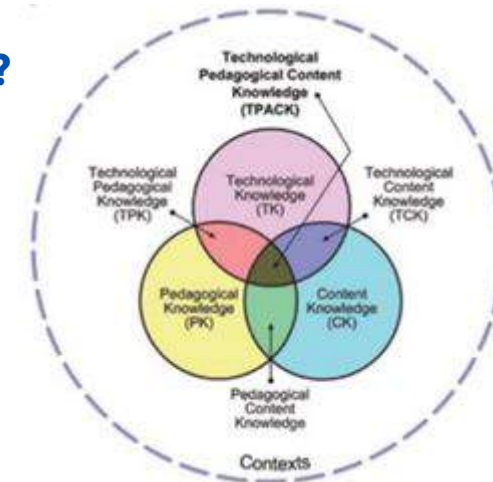 ?
Technological
Pedagogical Content
Knowledge
(TPACK)
Technological
Pedagogical
Knowledge
(TPK)
Technological
Knowledge
(TK)
Technological
Content
Knowledge
(TCK)
Pedagogical
Knowledge
(PK)
Content
Knowledge
(CK)
Pedagogical
Content
Knowledge
Contexts